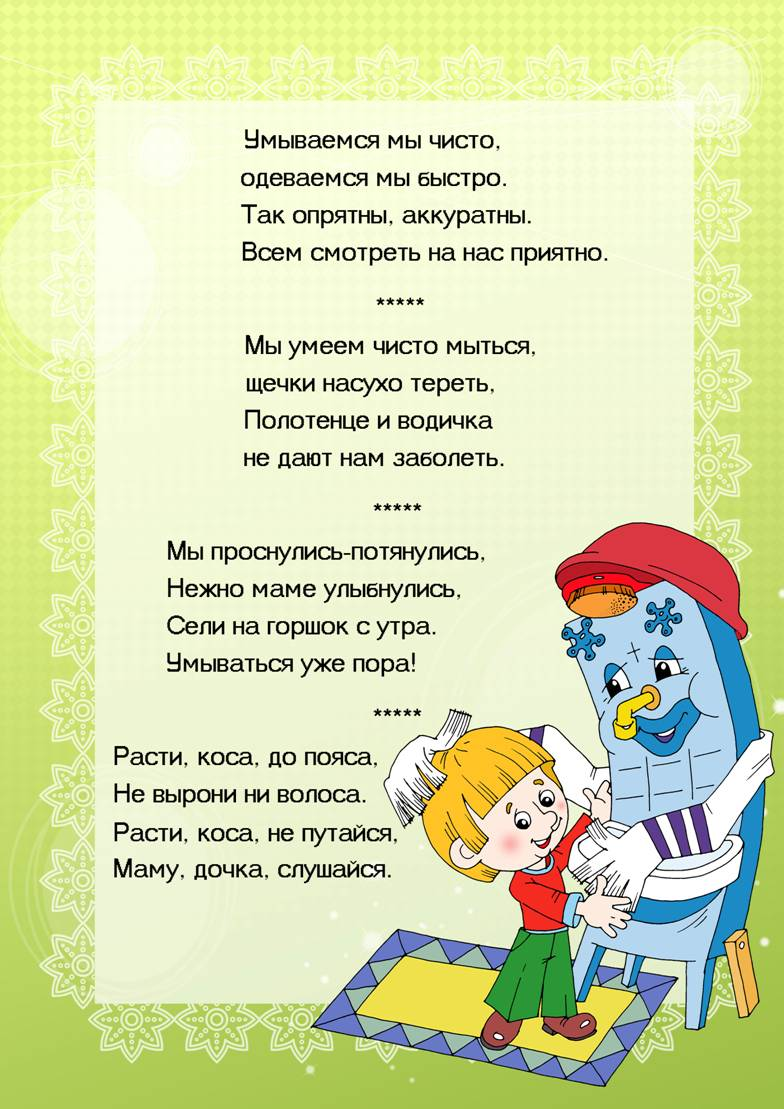 Умываемся мы чисто,
одеваемся мы быстро.
Так опрятны, аккуратны.
Всем смотреть на нас приятно.
*****
Мы умеем чисто мыться,
щечки насухо тереть,
Полотенце и водичка
не дают нам заболеть.
*****
Мы проснулись-потянулись,
Нежно маме улыбнулись,
Сели на горшок с утра.
Умываться уже пора!
*****
Расти, коса, до пояса,
Не вырони ни волоса.
Расти, коса, не путайся,
Маму, дочка, слушайся.